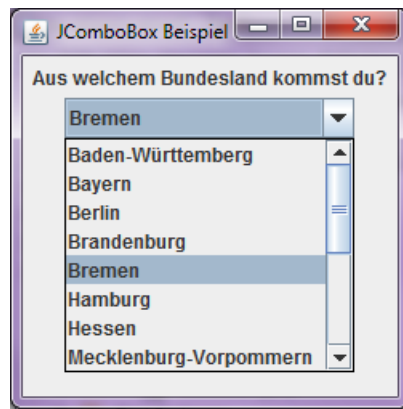 JComboBox Beispiel
Aus welchem Bundesland kommst du?
Bremen
Baden-Württemberg
Bayern
Berlin
Brandenburg
Bremen
Hamburg
Hessen
Mecklenburg-Vorpommern